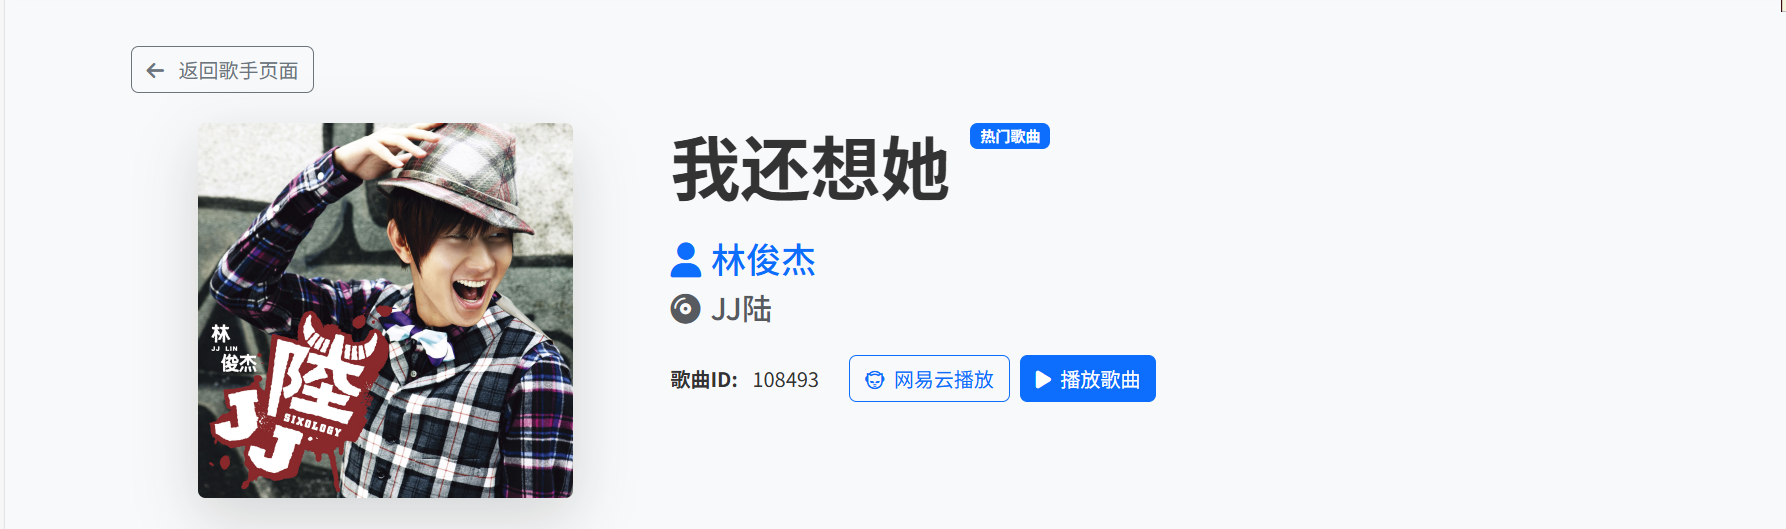 返回歌手页面
我还想她
热门歌曲
林俊杰
JJ陆
歌曲ID: 108493
网易云播放
播放歌曲
林
JJ LIN
俊杰
陸
SIXOLOGY
JJ